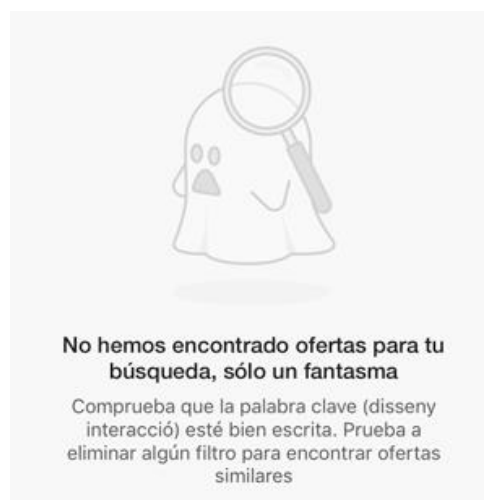 No hemos encontrado ofertas para tu
búsqueda, sólo un fantasma
Comprueba que la palabra clave (disseny
interacció) esté bien escrita. Prueba a
eliminar algún filtro para encontrar ofertas
similares